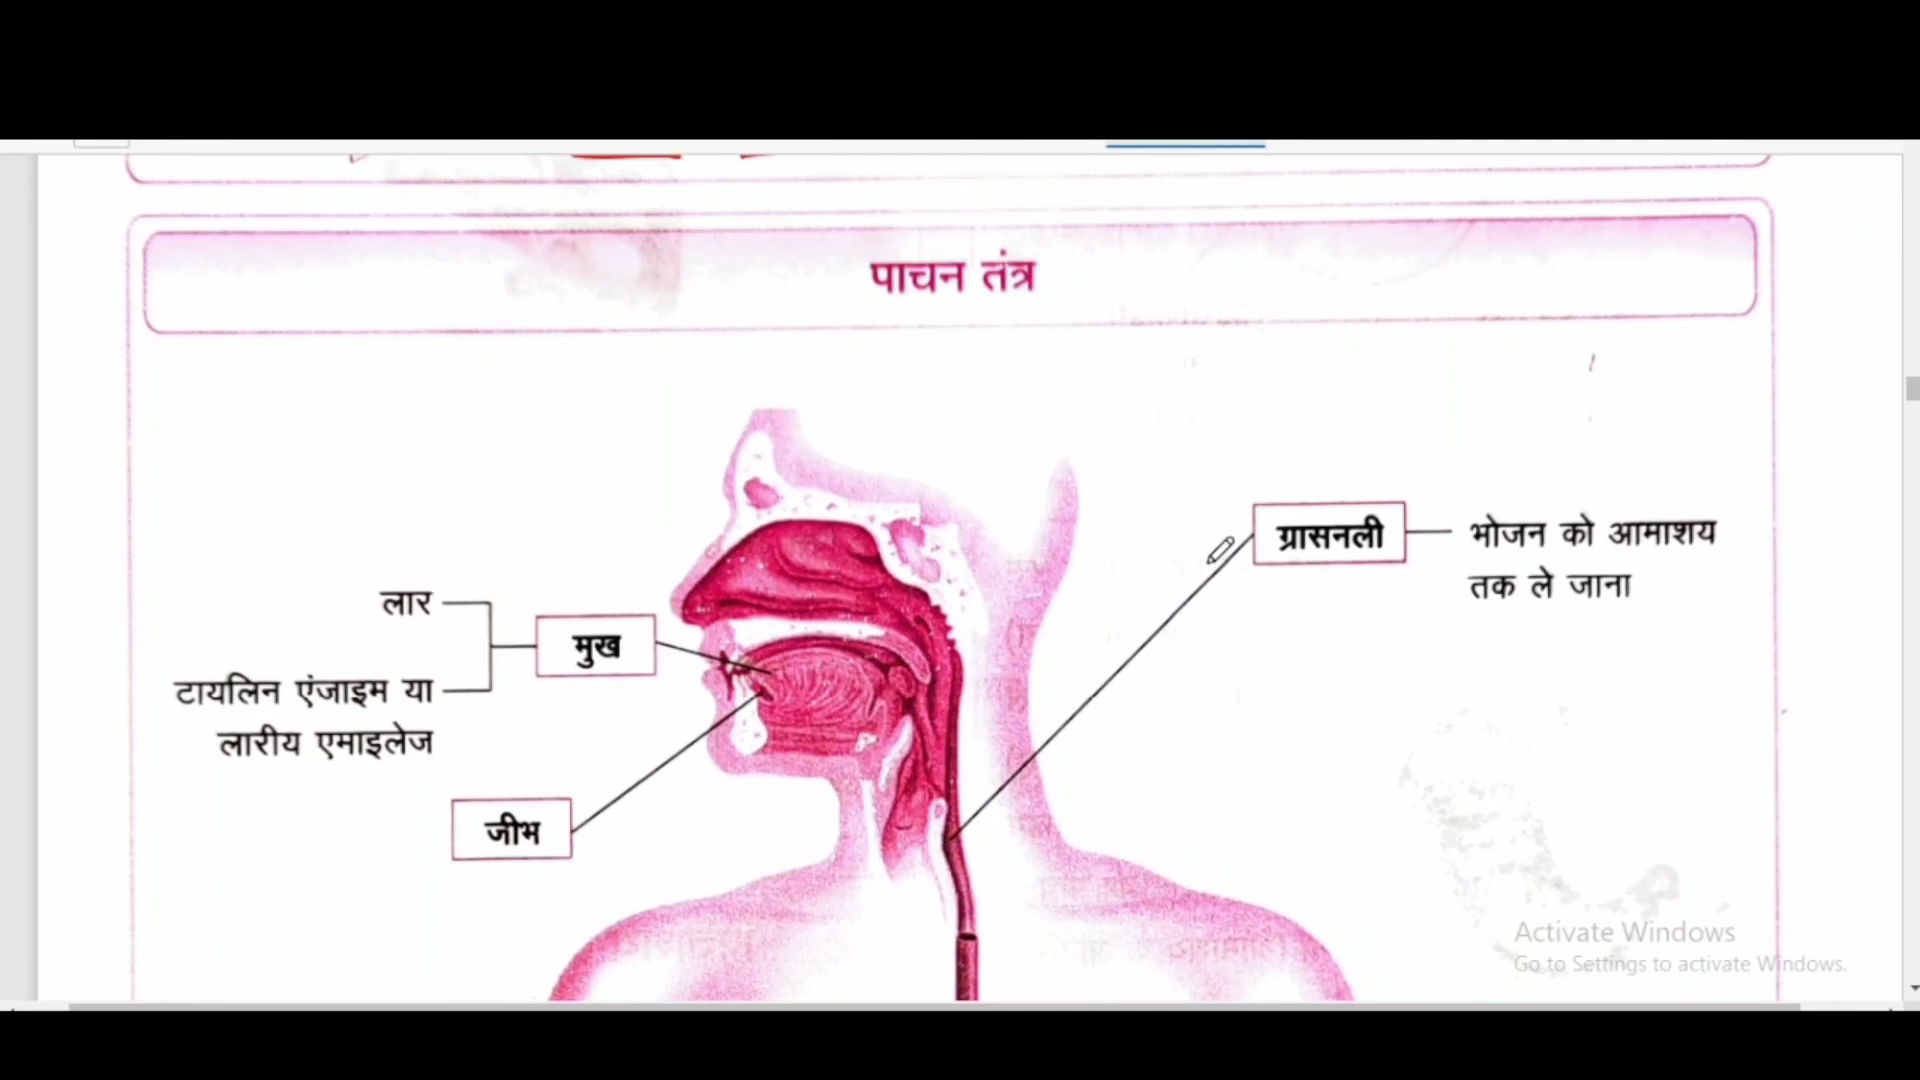 पाचन तंत्र
ग्रासनली
भोजन को आमाशय
तक ले जाना
लार
मुख
टायलिन एंजाइम या
लारीय एमाइलेज
जीभ
Activate Windows
Go to Settings to activate Windows.